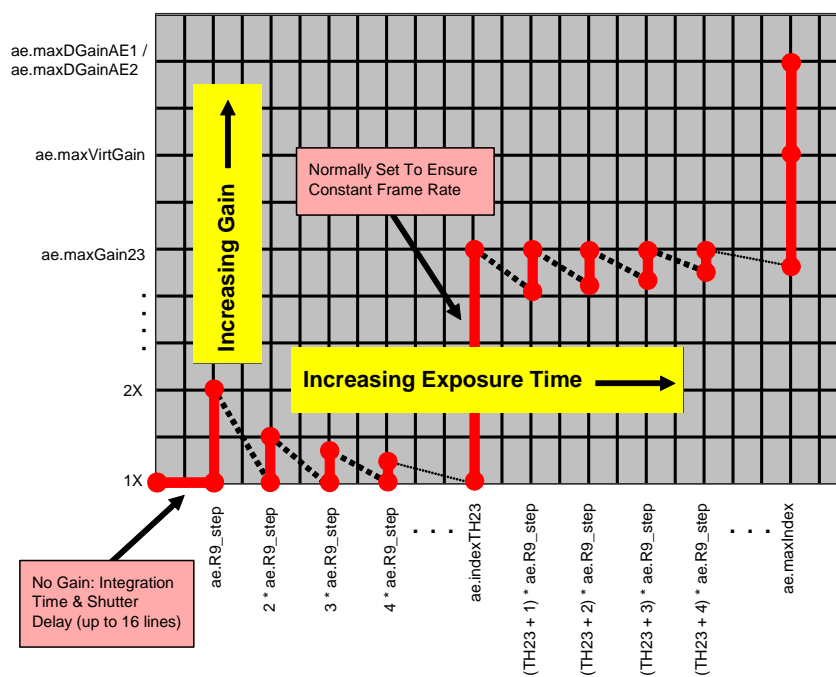 ae.maxDGainAE1 /
ae.maxDGainAE2
ae.maxVirtGain
ae.maxGain23
. . . .
2X
1X
Increasing Gain
Normally Set To Ensure
Constant Frame Rate
Increasing Exposure Time
No Gain: Integration
Time & Shutter
Delay (up to 16 lines)
ae.R9_step
2 * ae.R9_step
3 * ae.R9_step
4 * ae.R9_step
. . .
ae.indexTH23
(TH23 + 1) * ae.R9_step
(TH23 + 2) * ae.R9_step
(TH23 + 3) * ae.R9_step
(TH23 + 4) * ae.R9_step
. . .
ae.maxIndex